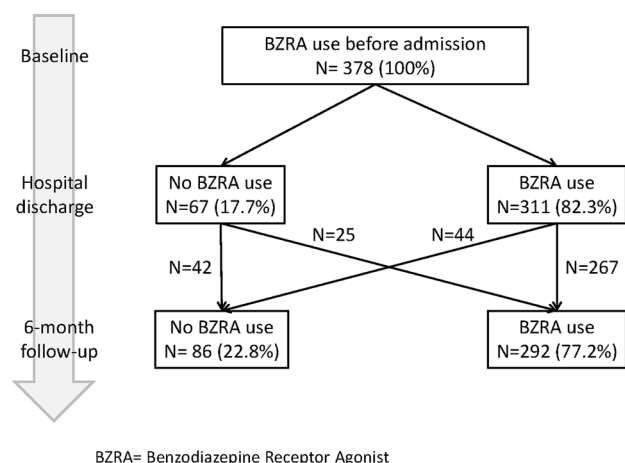 Baseline
BZRA use before admission
N= 378 (100%)
Hospital
discharge
No BZRA use
N=67 (17.7%)
BZRA use
N=311 (82.3%)
N=25
N=44
N=42
N=267
6-month
follow-up
No BZRA use
N= 86 (22.8%)
BZRA use
N=292 (77.2%)
BZRA= Benzodiazepine Receptor Agonist